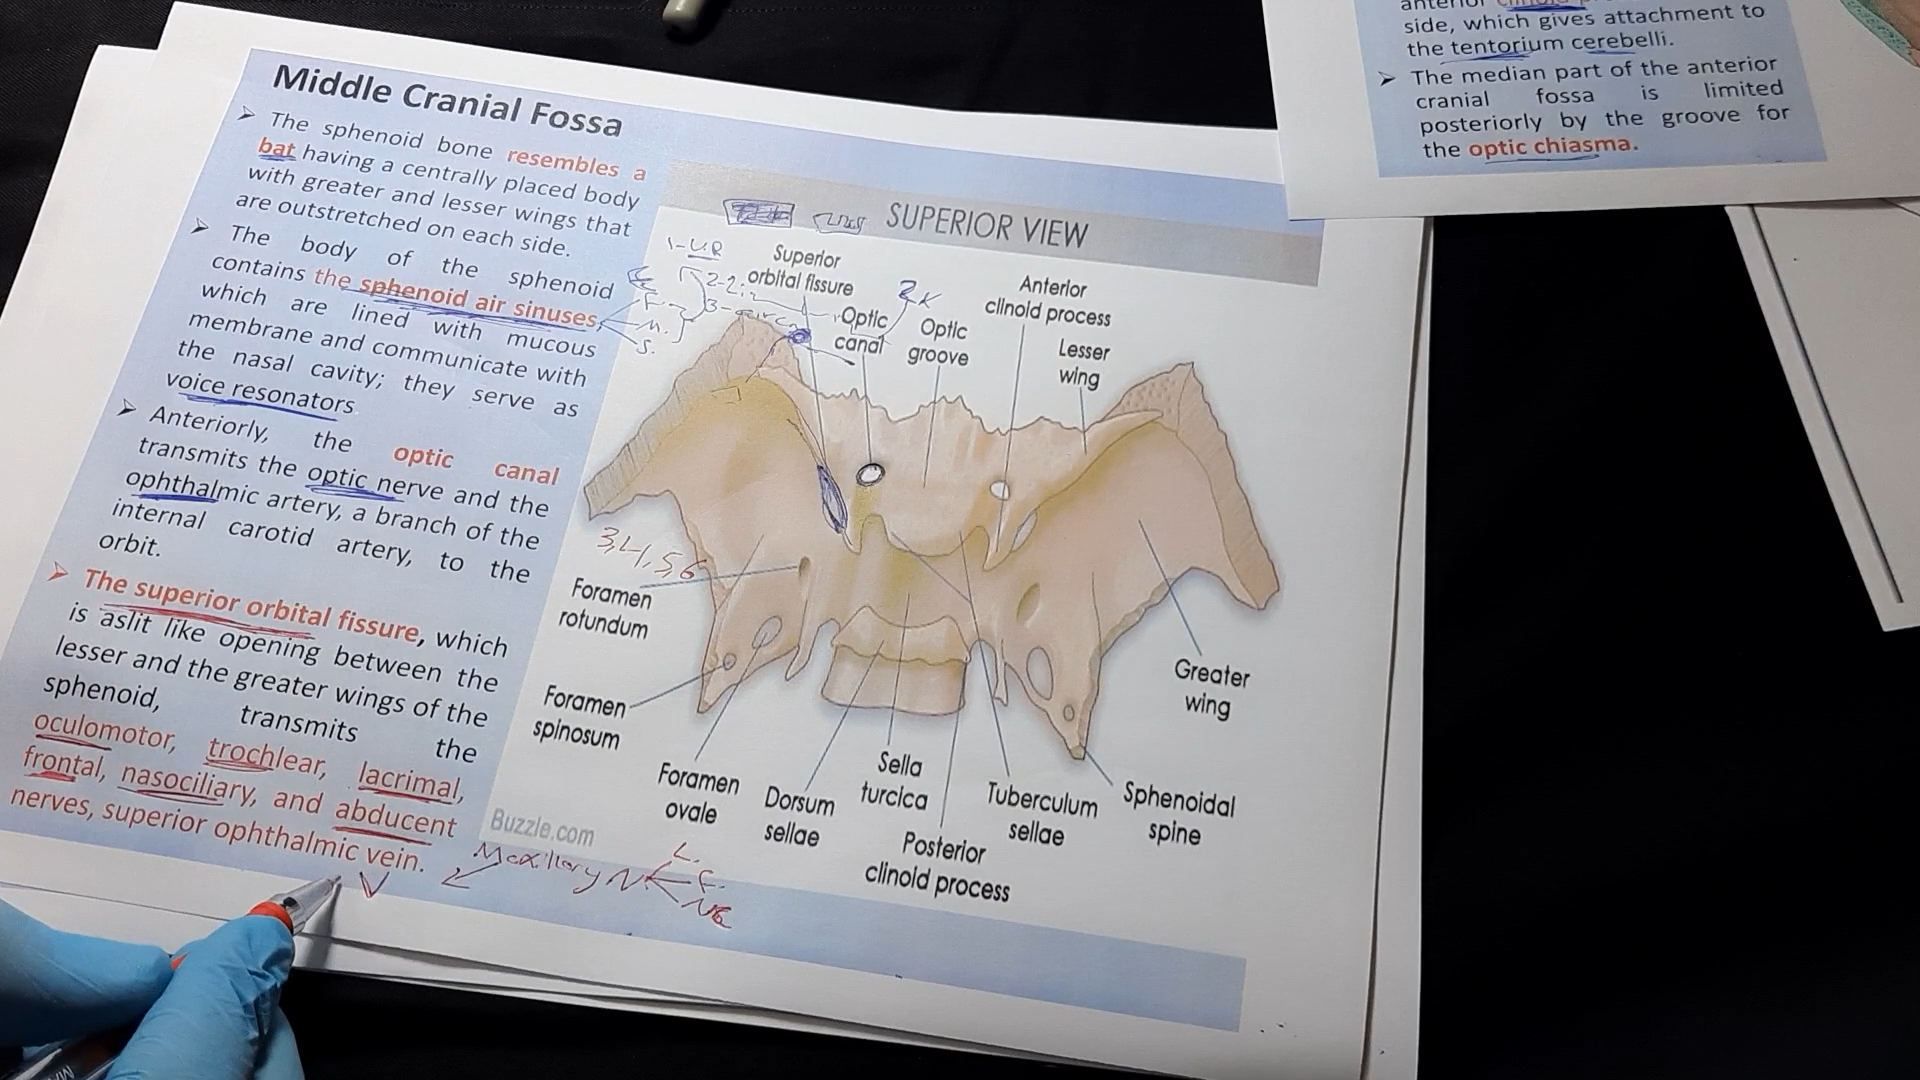 Middle Cranial Fossa
➢ The sphenoid bone resembles a
bat having a centrally placed body
with greater and lesser wings that
are outstretched on each side.
➢ The body of the sphenoid
contains the sphenoid air sinuses,
which are lined with mucous
membrane and communicate with
the nasal cavity; they serve as
voice resonators
➢ Anteriorly, the optic canal
transmits the optic nerve and the
ophthalmic artery, a branch of the
internal carotid artery, to the
orbit.
➢ The superior orbital fissure, which
is aslit like opening between the
lesser and the greater wings of the
sphenoid, transmits the
oculomotor, trochlear, lacrimal,
frontal, nasociliary, and abducent
nerves, superior ophthalmic vein.
SUPERIOR VIEW
1-V.R
E
F.
M.
S.
Superior
orbital fissure
Optic
canal
2x
Optic
groove
Anterior
clinoid process
Lesser
wing
3,4,5,6
Foramen
rotundum
Foramen
spinosum
Foramen
ovale
Dorsum
sellae
Sella
turcica
Posterior
clinoid process
Tuberculum
sellae
Sphenoidal
spine
Greater
wing
Buzzle.com
V
Maxillary N.
L.
F.
side, which gives attachment to
the tentorium cerebelli.
➢ The median part of the anterior
cranial fossa is limited
posteriorly by the groove for
the optic chiasma.